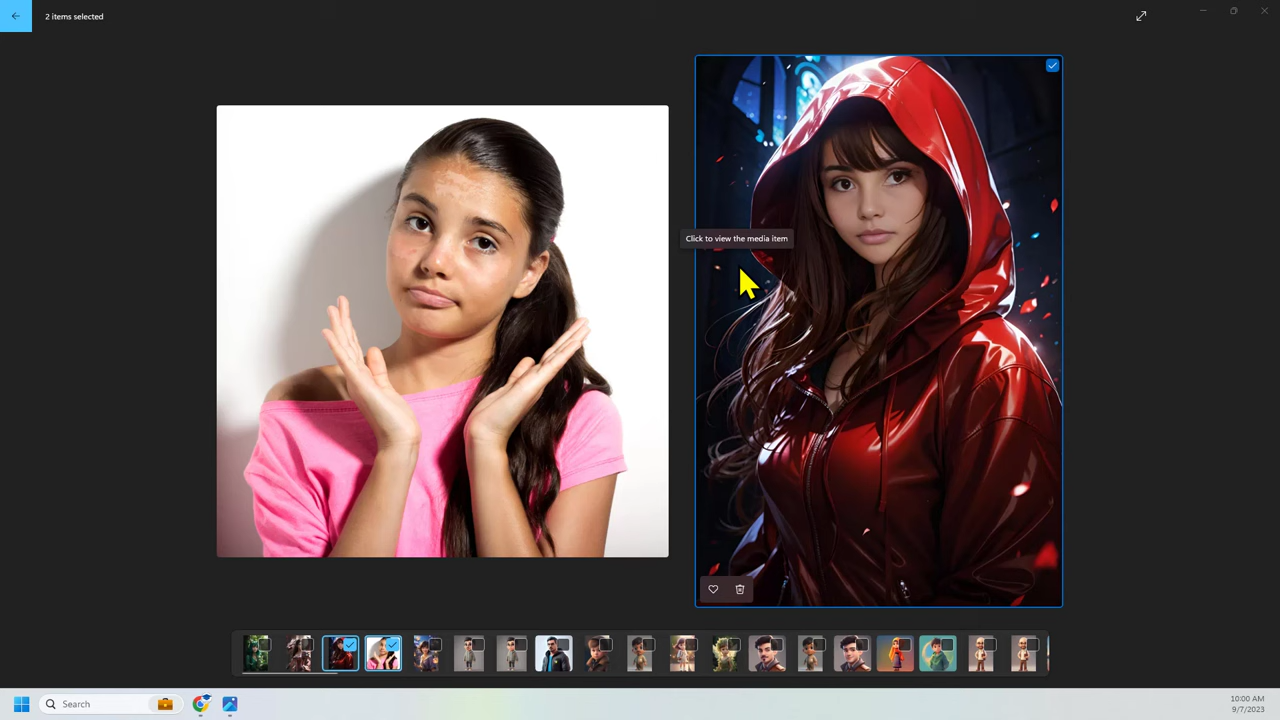 2 items selected
Click to view the media item
Search
10:00 AM
9/7/2023